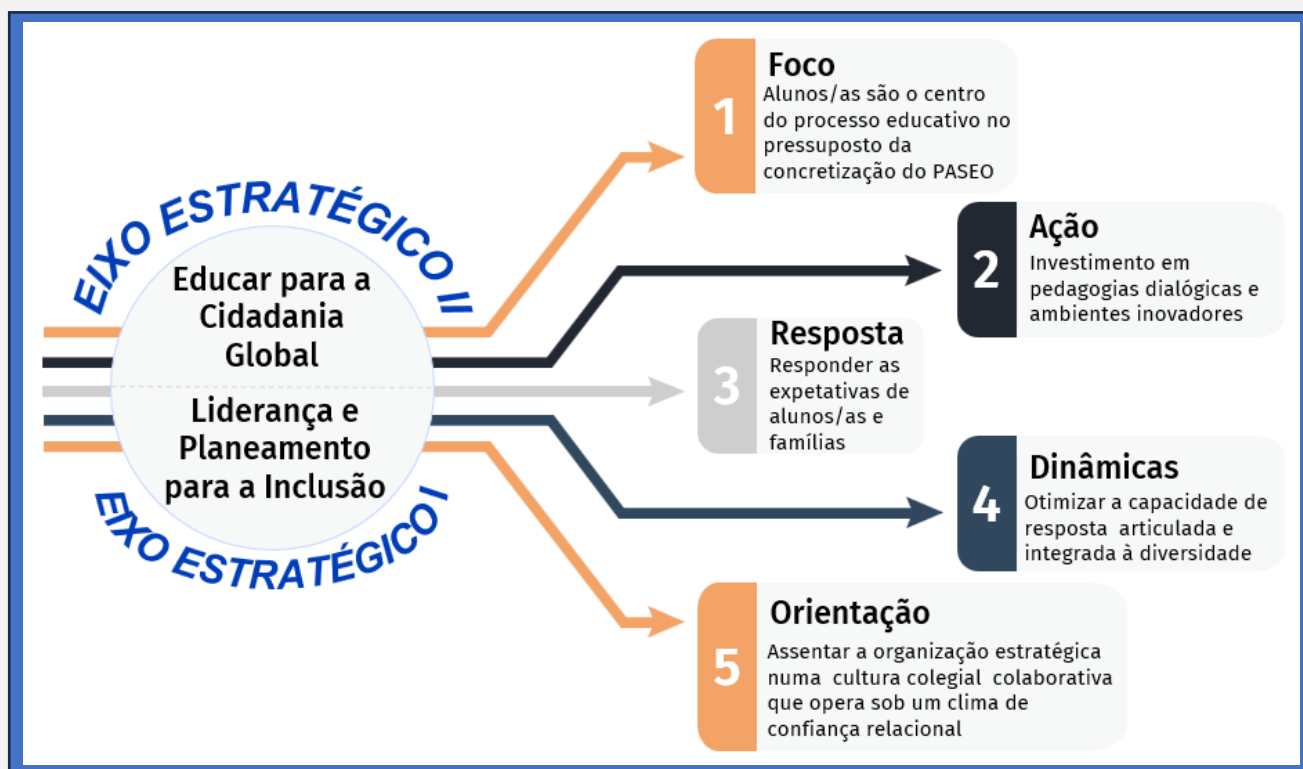 EIXO ESTRATÉGICO II
Educar para a
Cidadania
Global
Liderança e
Planeamento
para a Inclusão
EIXO ESTRATÉGICO I
1
Foco
Alunos/as são o centro
do processo educativo no
pressuposto da
concretização do PASEO
2
Ação
Investimento em
pedagogias dialógicas e
ambientes inovadores
3
Resposta
Responder as
expetativas de
alunos/as e
famílias
4
Dinâmicas
Otimizar a capacidade de
resposta articulada e
integrada à diversidade
5
Orientação
Assentar a organização estratégica
numa cultura colegial colaborativa
que opera sob um clima de
confiança relacional